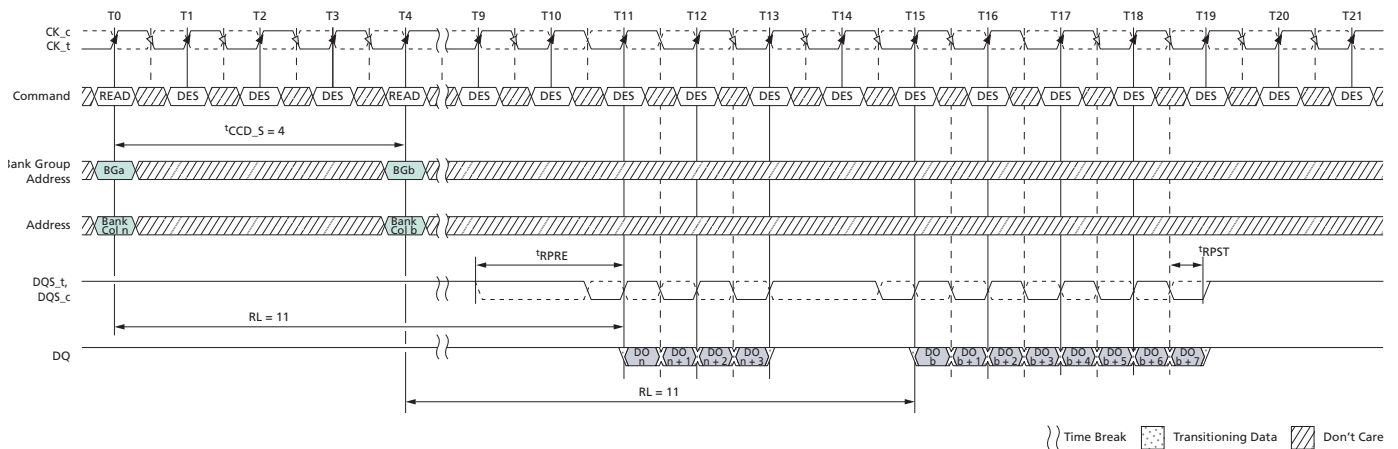 T0 T1 T2 T3 T4 T9 T10 T11 T12 T13 T14 T15 T16 T17 T18 T19 T20 T21
CK_c
CK_t
Command READ DES DES DES READ DES DES DES DES DES DES DES DES DES DES DES DES DES
tCCD_S = 4
Bank Group
Address
BGa BGb
Address
Bank
Col n
Bank
Col b
tRPRE tRPST
DQS_t,
DQS_c
RL = 11
DQ
DO
n
DO
n + 1
DO
n + 2
DO
n + 3
DO
b
DO
b + 1
DO
b + 2
DO
b + 3
DO
b + 4
DO
b + 5
DO
b + 6
DO
b + 7
RL = 11
Time Break Transitioning Data Don't Care